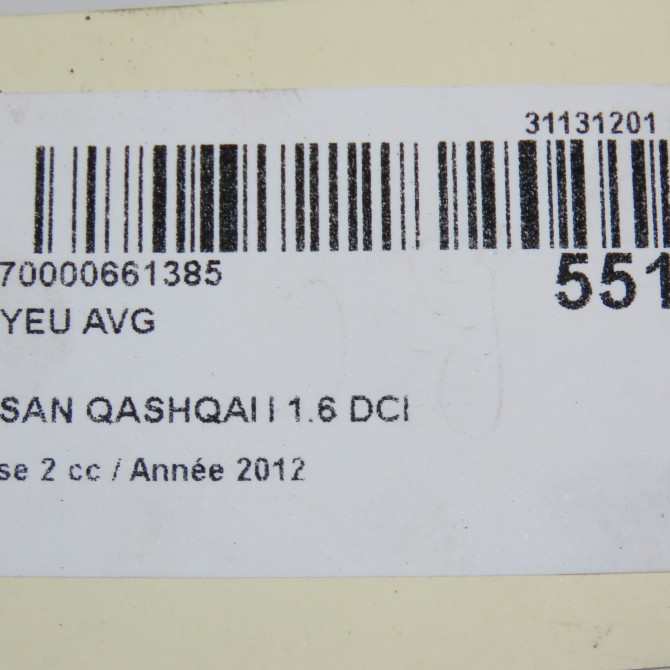 31131201
70000661385
551
YEU AVG
SAN QASHQAI I 1.6 DCI
se 2 cc / Année 2012